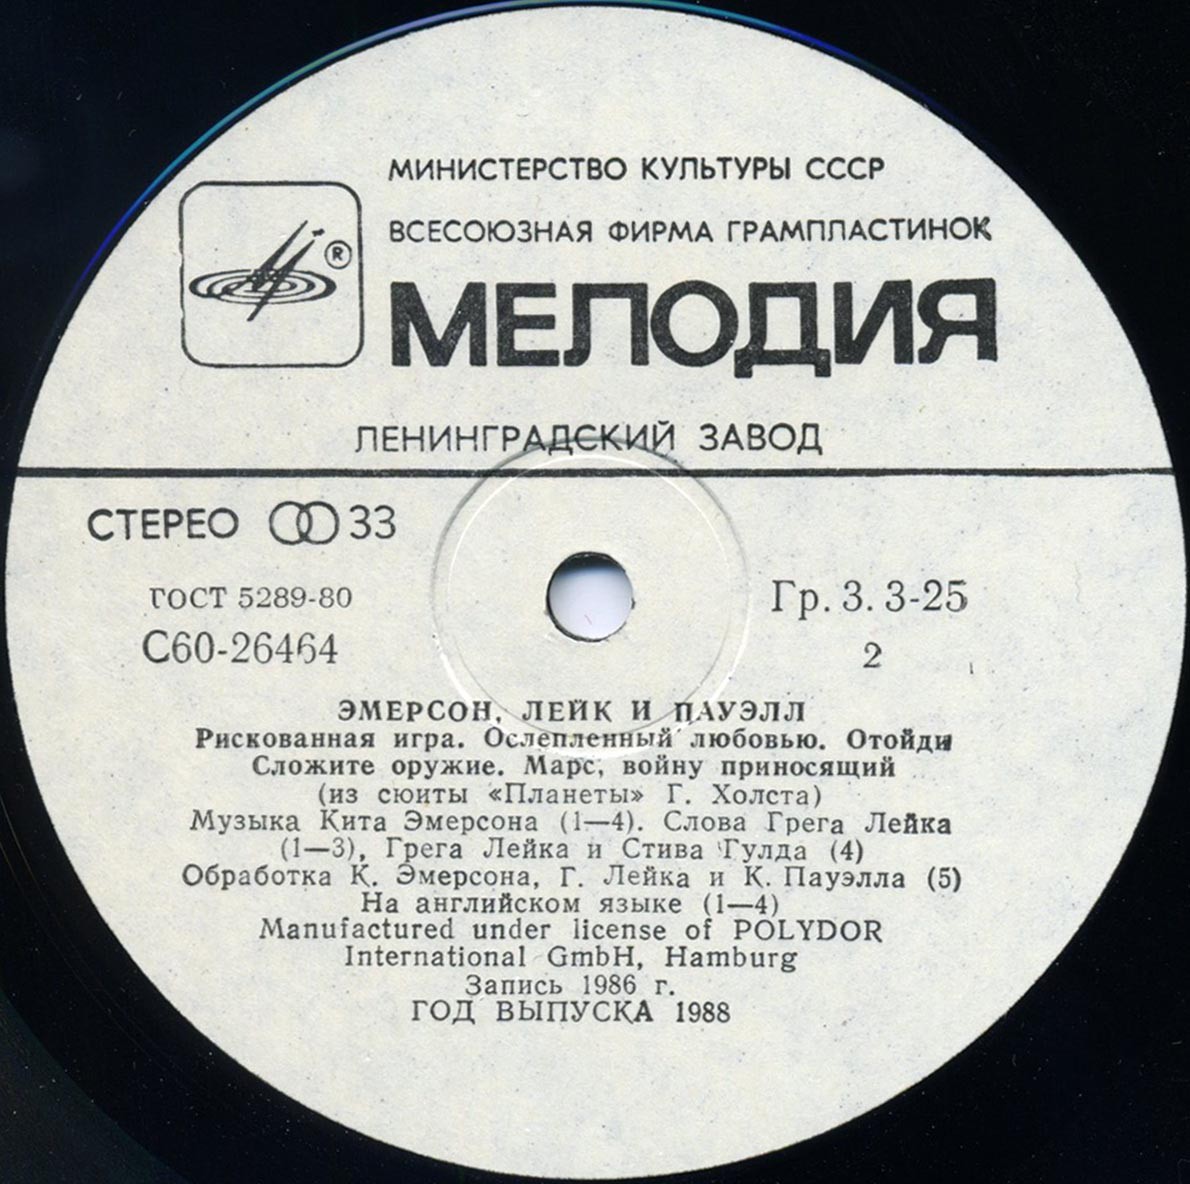 МИНИСТЕРСТВО КУЛЬТУРЫ СССР
ВСЕСОЮЗНАЯ ФИРМА ГРАМПЛАСТИНОК
®
МЕЛОДИЯ
ЛЕНИНГРАДСКИЙ ЗАВОД
СТЕРЕО 33
ГОСТ 5289-80
Гр. 3. 3-25
С60-26464
2
ЭМЕРСОН, ЛЕЙК И ПАУЭЛЛ
Рискованная игра. Ослепленный любовью. Отойди
Сложите оружие. Марс, войну приносящий
(из сюиты «Планеты» Г. Холста)
Музыка Кита Эмерсона (1—4). Слова Грега Лейка
(1—3), Грега Лейка и Стива Гулда (4)
Обработка К. Эмерсона, Г. Лейка и К. Пауэлла (5)
На английском языке (1—4)
Manufactured under license of POLYDOR
International GmbH, Hamburg
Запись 1986 г.
ГОД ВЫПУСКА 1988